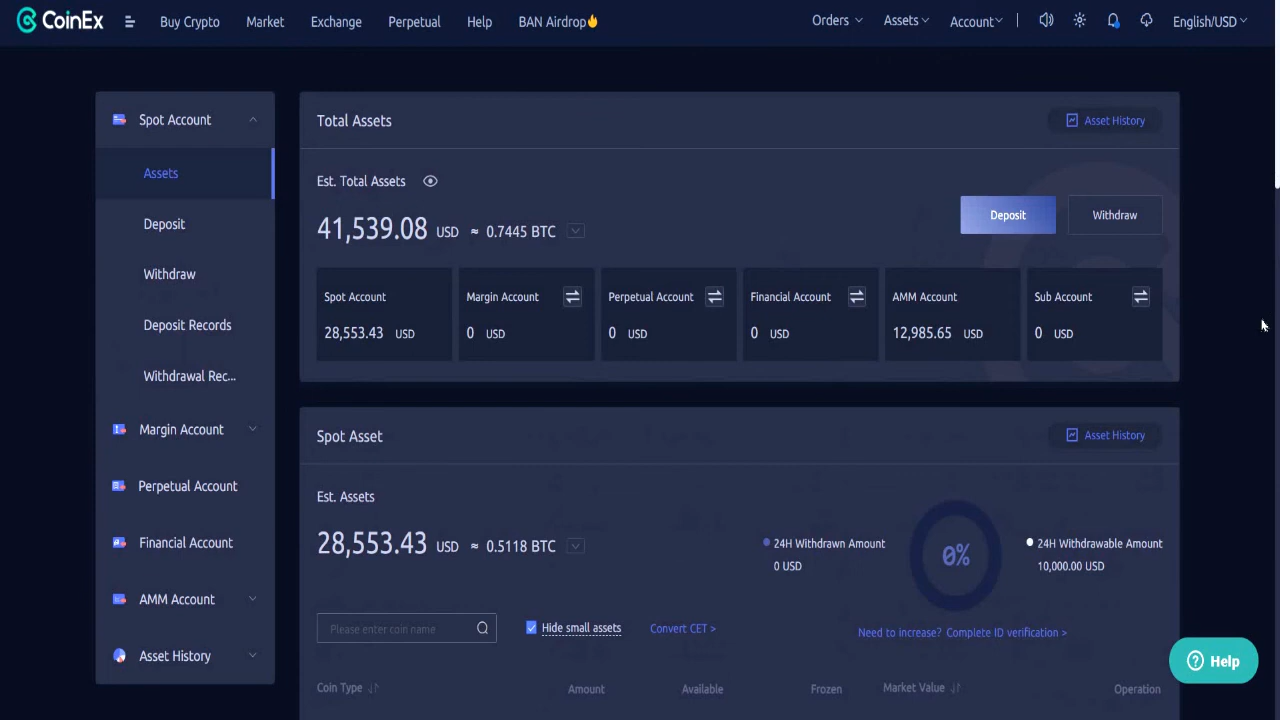 CoinEx
Buy Crypto
Market
Exchange
Perpetual
Help
BAN Airdrop🔥
Orders
Assets
Account
English/USD
Spot Account
Assets
Deposit
Withdraw
Deposit Records
Withdrawal Rec...
Margin Account
Perpetual Account
Financial Account
AMM Account
Asset History
Total Assets
Asset History
Est. Total Assets
41,539.08 USD ≈ 0.7445 BTC
Deposit
Withdraw
Spot Account
28,553.43 USD
Margin Account
0 USD
Perpetual Account
0 USD
Financial Account
0 USD
AMM Account
12,985.65 USD
Sub Account
0 USD
Spot Asset
Asset History
Est. Assets
28,553.43 USD ≈ 0.5118 BTC
24H Withdrawn Amount
0 USD
0%
24H Withdrawable Amount
10,000.00 USD
Please enter coin name
Hide small assets
Convert CET >
Need to increase? Complete ID verification >
Help
Coin Type
Amount
Available
Frozen
Market Value
Operation